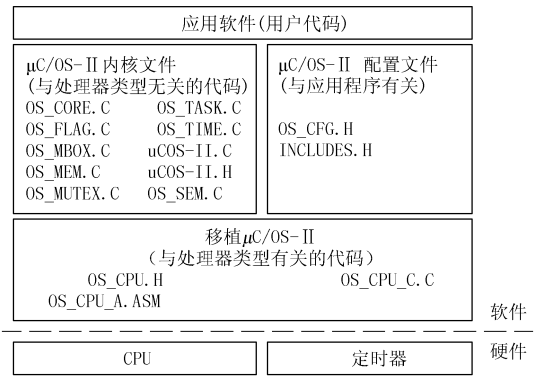 应用软件(用户代码)
μC/OS-Ⅱ内核文件
(与处理器类型无关的代码)
OS_CORE.C OS_TASK.C
OS_FLAG.C OS_TIME.C
OS_MBOX.C uCOS-II.C
OS_MEM.C uCOS-II.H
OS_MUTEX.C OS_SEM.C
μC/OS-Ⅱ 配置文件
(与应用程序有关)
OS_CFG.H
INCLUDES.H
移植μC/OS-Ⅱ
(与处理器类型有关的代码)
OS_CPU.H OS_CPU_C.C
OS_CPU_A.ASM
软件
硬件
CPU
定时器